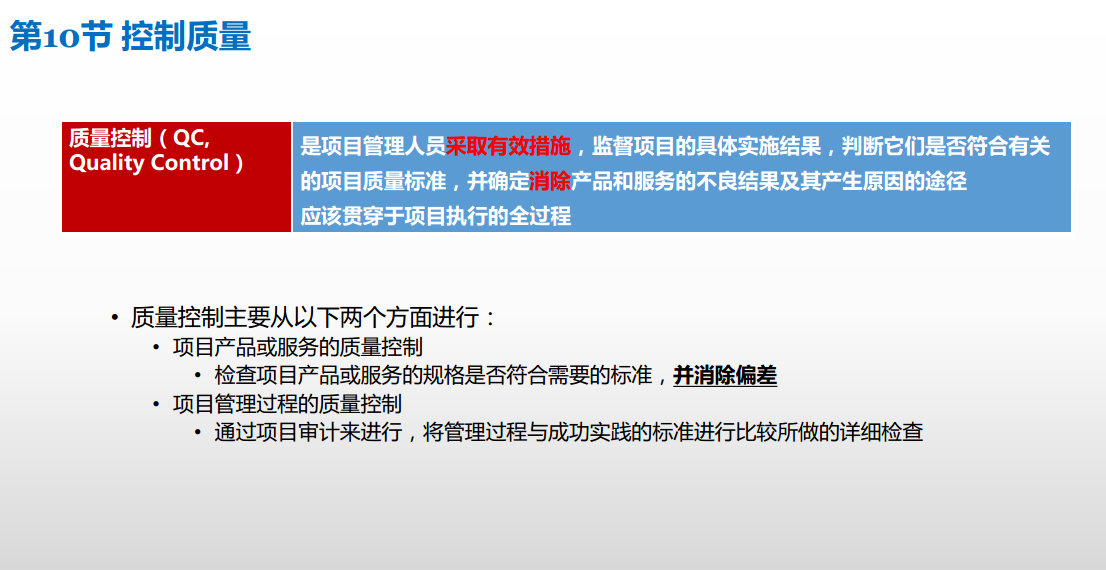 第10节 控制质量
质量控制（QC,
Quality Control）
是项目管理人员采取有效措施，监督项目的具体实施结果，判断它们是否符合有关
的项目质量标准，并确定消除产品和服务的不良结果及其产生原因的途径
应该贯穿于项目执行的全过程
• 质量控制主要从以下两个方面进行：
• 项目产品或服务的质量控制
• 检查项目产品或服务的规格是否符合需要的标准，并消除偏差
• 项目管理过程的质量控制
• 通过项目审计来进行，将管理过程与成功实践的标准进行比较所做的详细检查